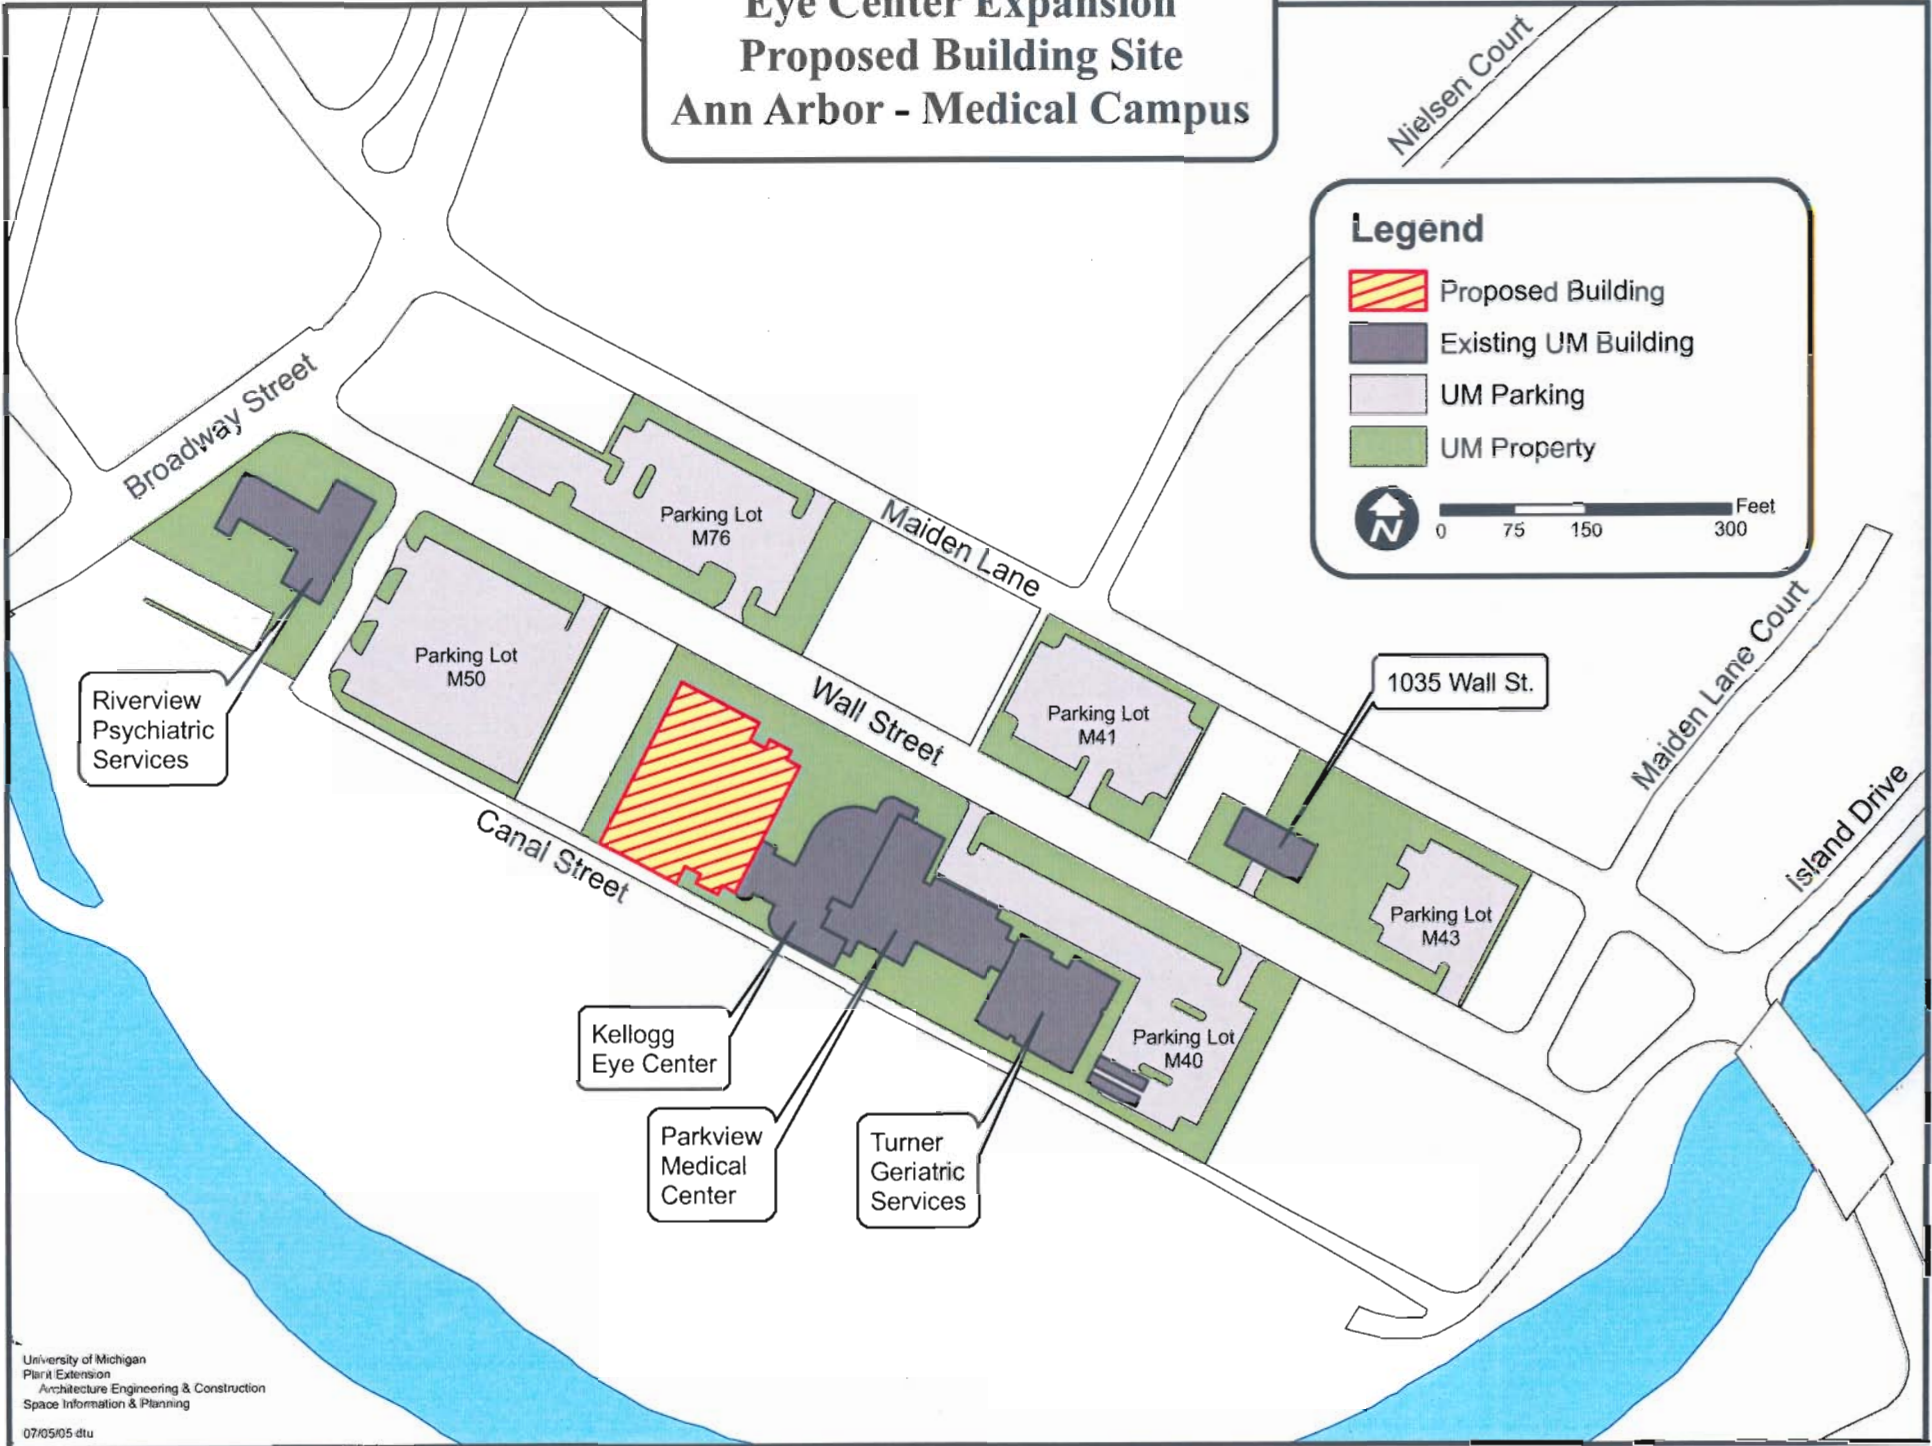 Eye Center Expansion
Proposed Building Site
Ann Arbor - Medical Campus
Nielsen Court
Legend
Proposed Building
Existing UM Building
UM Parking
UM Property
N
Feet
0 75 150 300
Broadway Street
Parking Lot
M76
Maiden Lane
Parking Lot
M50
Riverview
Psychiatric
Services
Wall Street
Parking Lot
M41
1035 Wall St.
Maiden Lane Court
Island Drive
Canal Street
Parking Lot
M43
Kellogg
Eye Center
Parking Lot
M40
Parkview
Medical
Center
Turner
Geriatric
Services
University of Michigan
Plant Extension
Architecture Engineering & Construction
Space Information & Planning
07/05/05 dtu